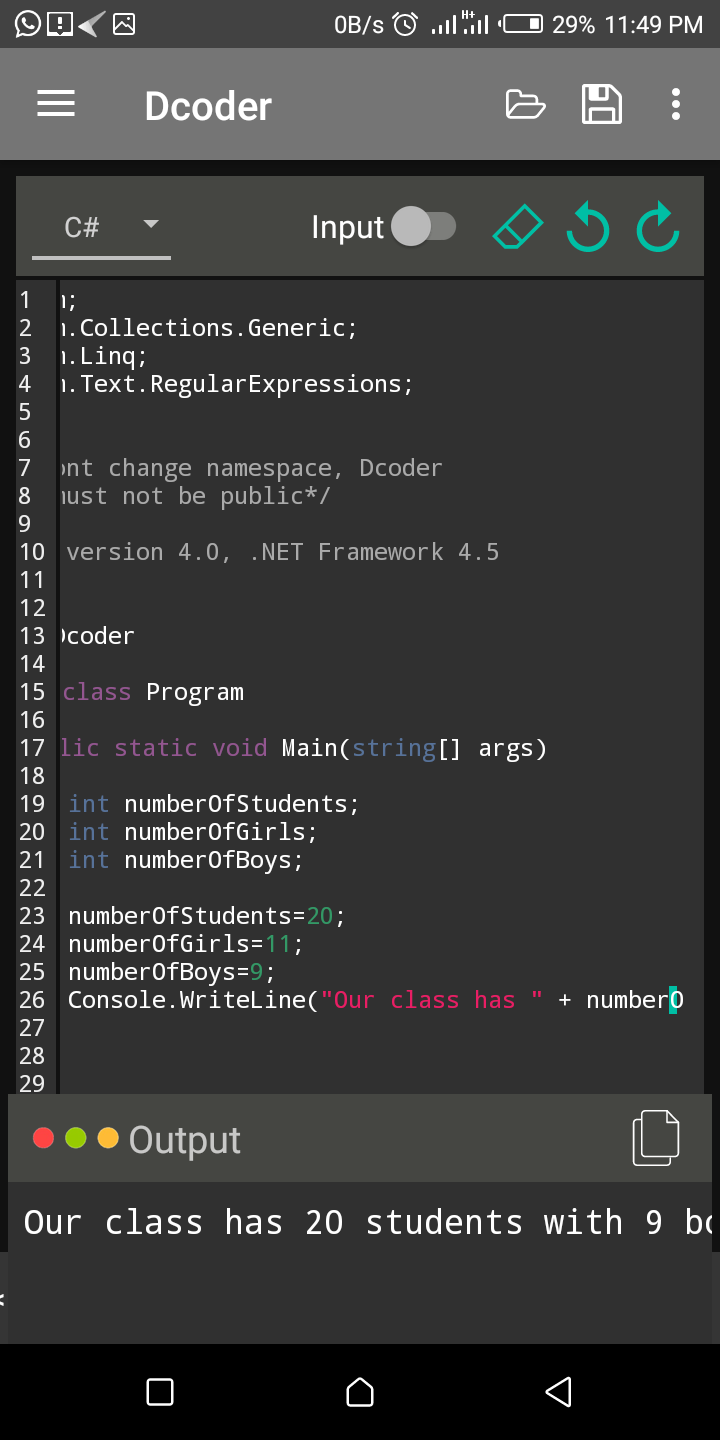 0B/s H+ 29% 11:49 PM
Dcoder
C# Input
1 n;
2 n.Collections.Generic;
3 n.Linq;
4 n.Text.RegularExpressions;
5
6
7 ont change namespace, Dcoder
8 must not be public*/
9
10 version 4.0, .NET Framework 4.5
11
12
13 Dcoder
14
15 class Program
16
17 lic static void Main(string[] args)
18
19 int numberOfStudents;
20 int numberOfGirls;
21 int numberOfBoys;
22
23 numberOfStudents=20;
24 numberOfGirls=11;
25 numberOfBoys=9;
26 Console.WriteLine("Our class has " + numberO
27
28
29
Output
Our class has 20 students with 9 bo